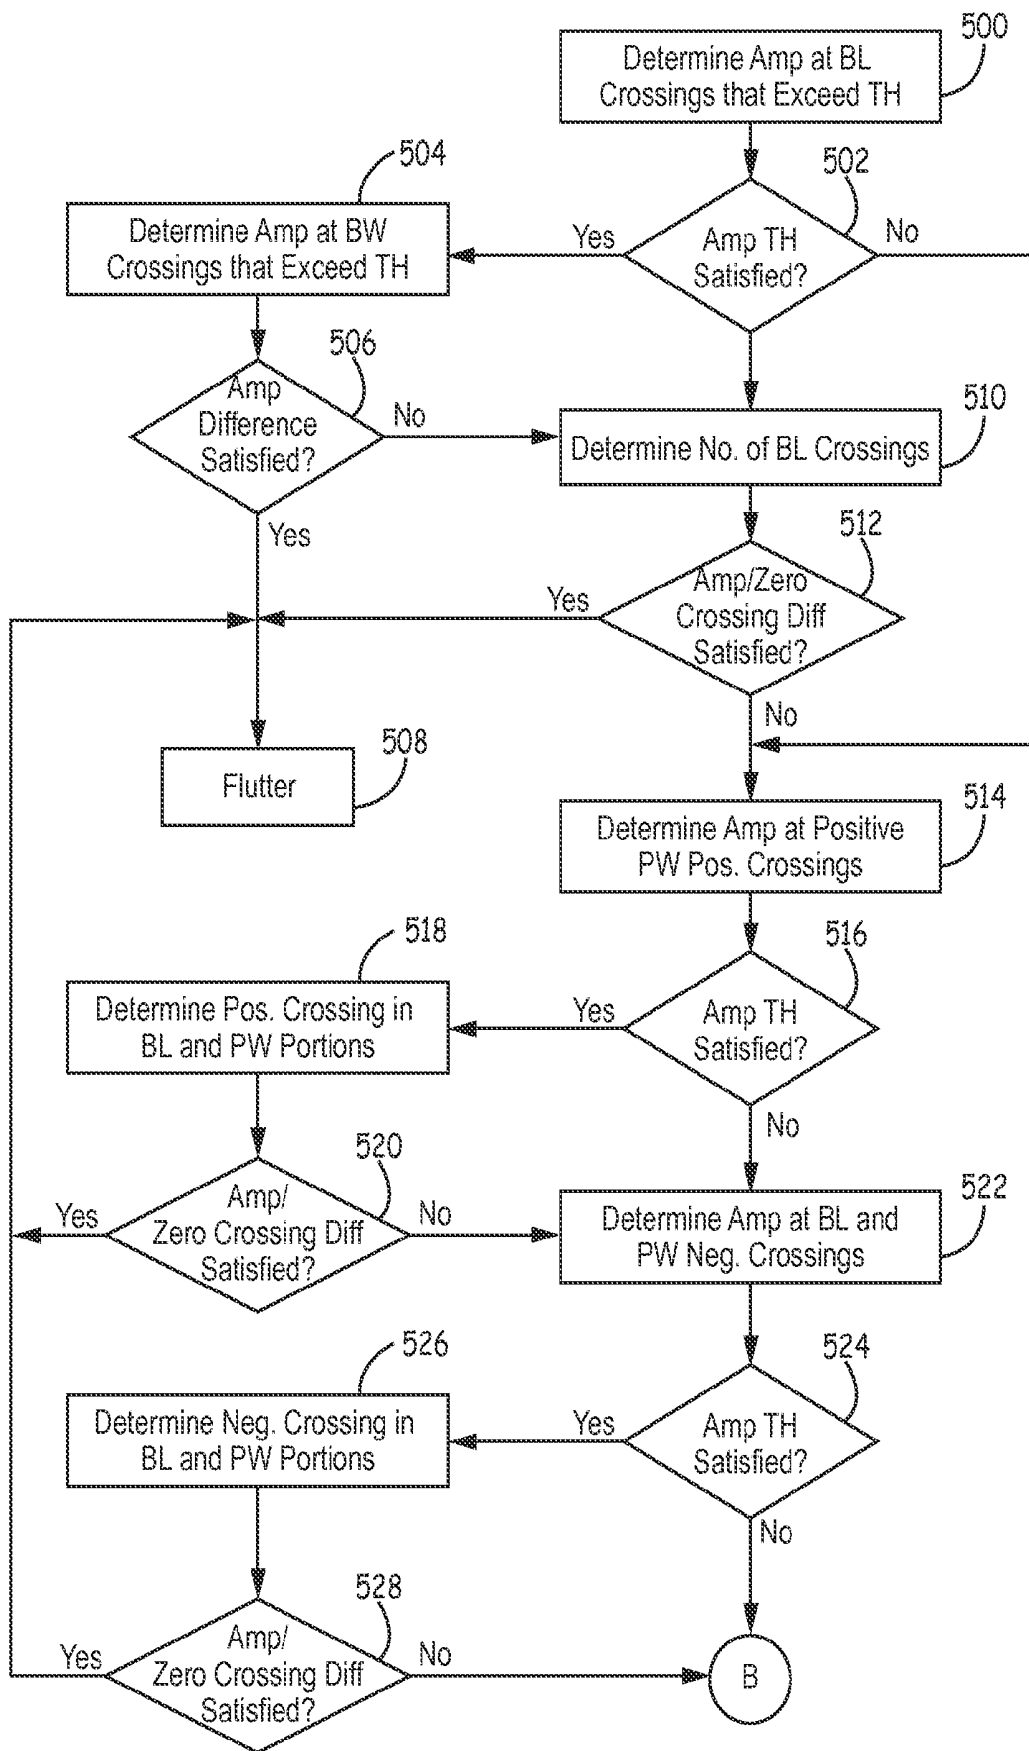 500
Determine Amp at BL
Crossings that Exceed TH
502
Amp TH
Satisfied?
Yes
No
504
Determine Amp at BW
Crossings that Exceed TH
506
Amp
Difference
Satisfied?
No
Yes
510
Determine No. of BL Crossings
512
Amp/Zero
Crossing Diff
Satisfied?
Yes
No
508
Flutter
514
Determine Amp at Positive
PW Pos. Crossings
516
Amp TH
Satisfied?
Yes
No
518
Determine Pos. Crossing in
BL and PW Portions
520
Amp/
Zero Crossing Diff
Satisfied?
Yes
No
522
Determine Amp at BL and
PW Neg. Crossings
524
Amp TH
Satisfied?
Yes
No
526
Determine Neg. Crossing in
BL and PW Portions
528
Amp/
Zero Crossing Diff
Satisfied?
Yes
No
B